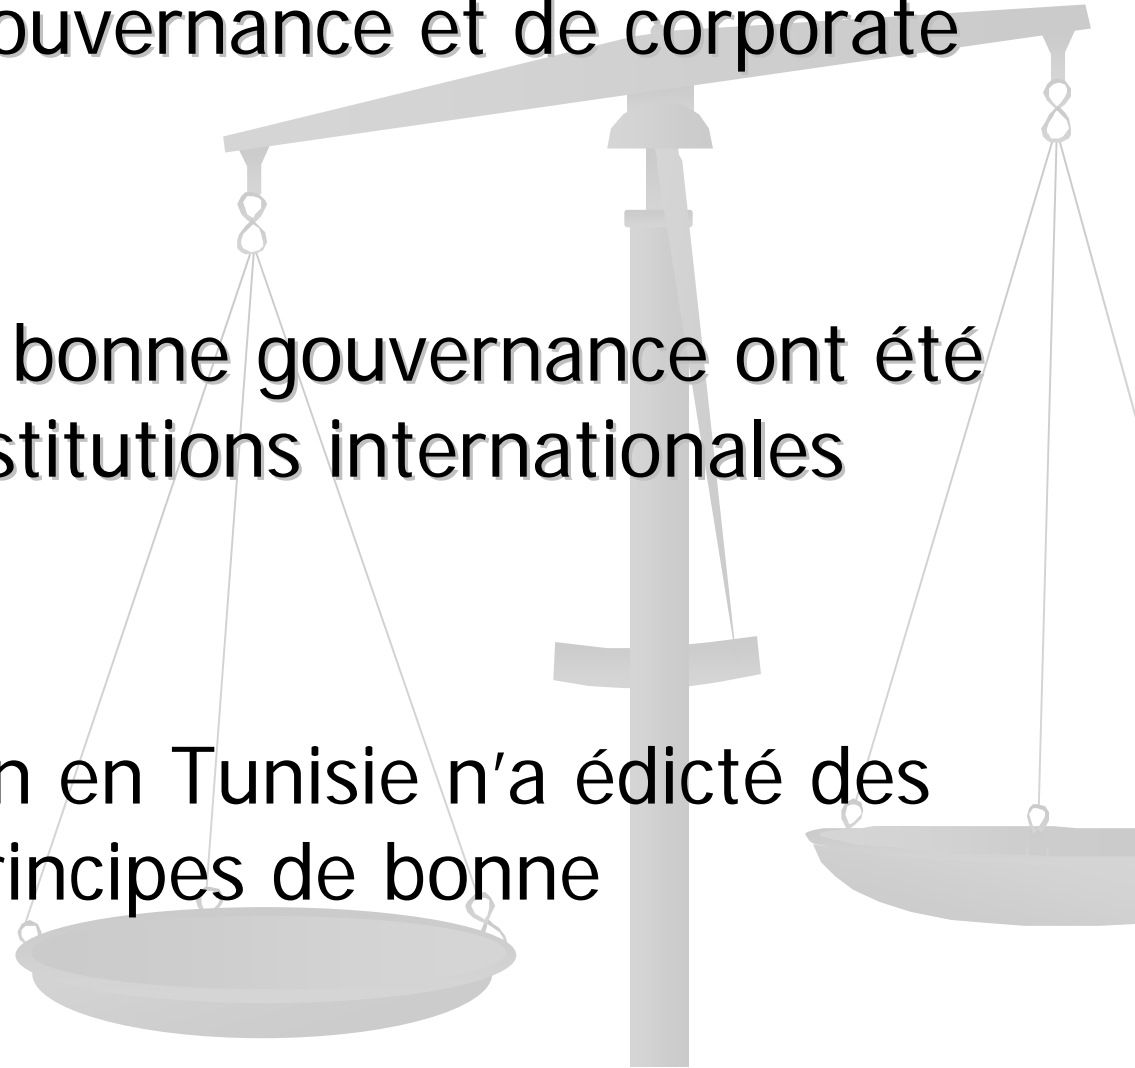 ouvernance et de corporate
bonne gouvernance ont été
stitutions internationales
n en Tunisie n'a édicté des
rincipes de bonne